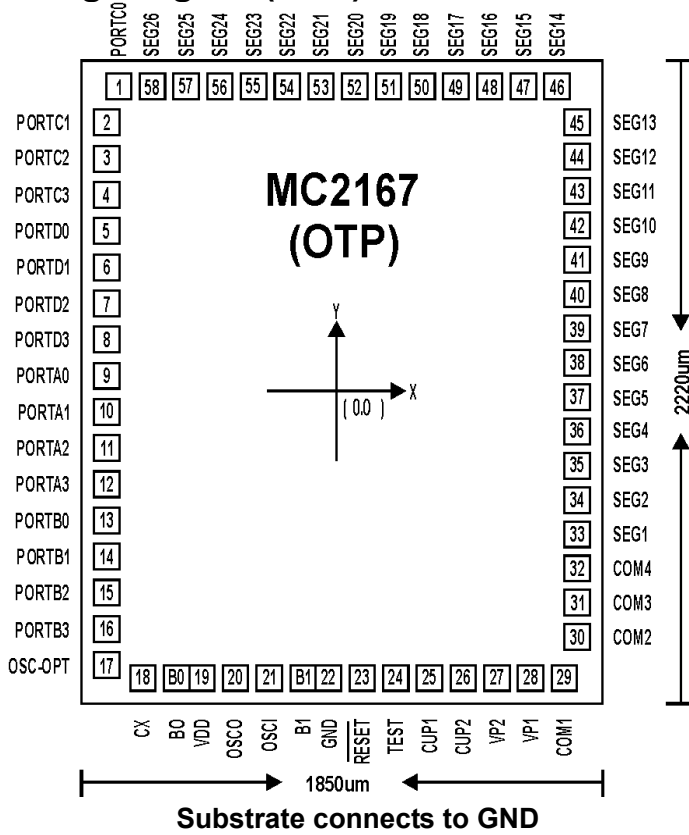 PORTC0 SEG26 SEG25 SEG24 SEG23 SEG22 SEG21 SEG20 SEG19 SEG18 SEG17 SEG16 SEG15 SEG14
1 58 57 56 55 54 53 52 51 50 49 48 47 46
PORTC1 2 45 SEG13
PORTC2 3 44 SEG12
PORTC3 4 43 SEG11
MC2167
PORTD0 5 42 SEG10
(OTP)
PORTD1 6 41 SEG9
PORTD2 7 40 SEG8
Y
PORTD3 8 39 SEG7
PORTA0 9 38 SEG6
X
2220um
PORTA1 10 37 SEG5
( 0.0 )
PORTA2 11 36 SEG4
PORTA3 12 35 SEG3
PORTB0 13 34 SEG2
PORTB1 14 33 SEG1
PORTB2 15 32 COM4
PORTB3 16 31 COM3
OSC-OPT 17 30 COM2
18 B0 19 20 21 B1 22 23 24 25 26 27 28 29
CX BO VDD OSCO OSCI B1 GND RESET TEST CUP1 CUP2 VP2 VP1 COM1
1850um
Substrate connects to GND